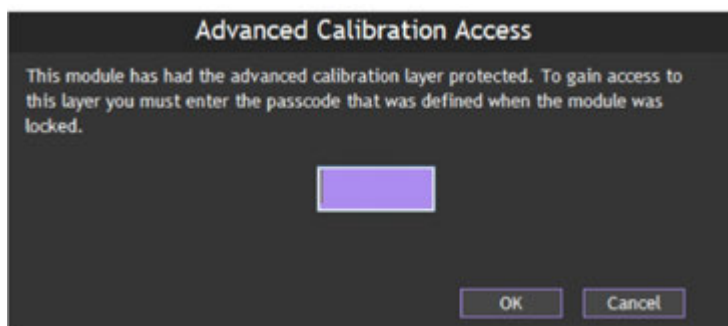 Advanced Calibration Access
This module has had the advanced calibration layer protected. To gain access to
this layer you must enter the passcode that was defined when the module was
locked.
OK Cancel